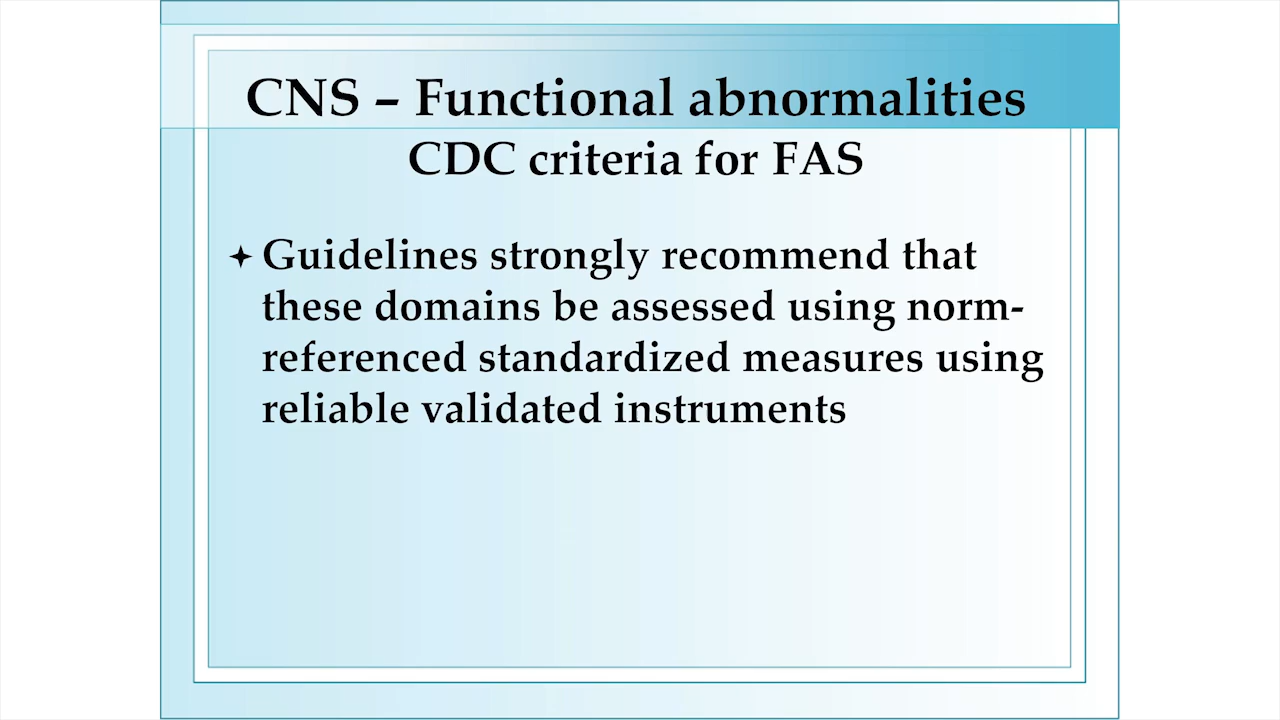 CNS – Functional abnormalities
CDC criteria for FAS
Guidelines strongly recommend that
these domains be assessed using norm-
referenced standardized measures using
reliable validated instruments